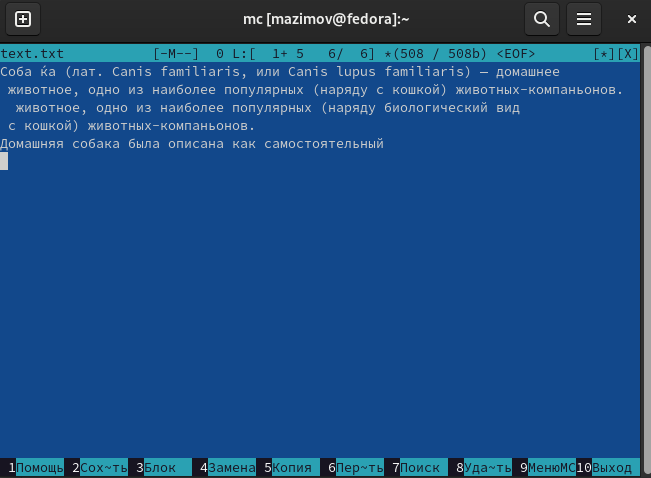 mc [mazimov@fedora]:~
text.txt [-M--] 0 L:[ 1+ 5 6/ 6] *(508 / 508b) <EOF> [*][X]
Соба ́ка (лат. Canis familiaris, или Canis lupus familiaris) — домашнее
животное, одно из наиболее популярных (наряду с кошкой) животных-компаньонов.
животное, одно из наиболее популярных (наряду биологический вид
с кошкой) животных-компаньонов.
Домашняя собака была описана как самостоятельный
1Помощь 2Сох~ть 3Блок 4Замена 5Копия 6Пер~ть 7Поиск 8Уда~ть 9МенюMC 10Выход